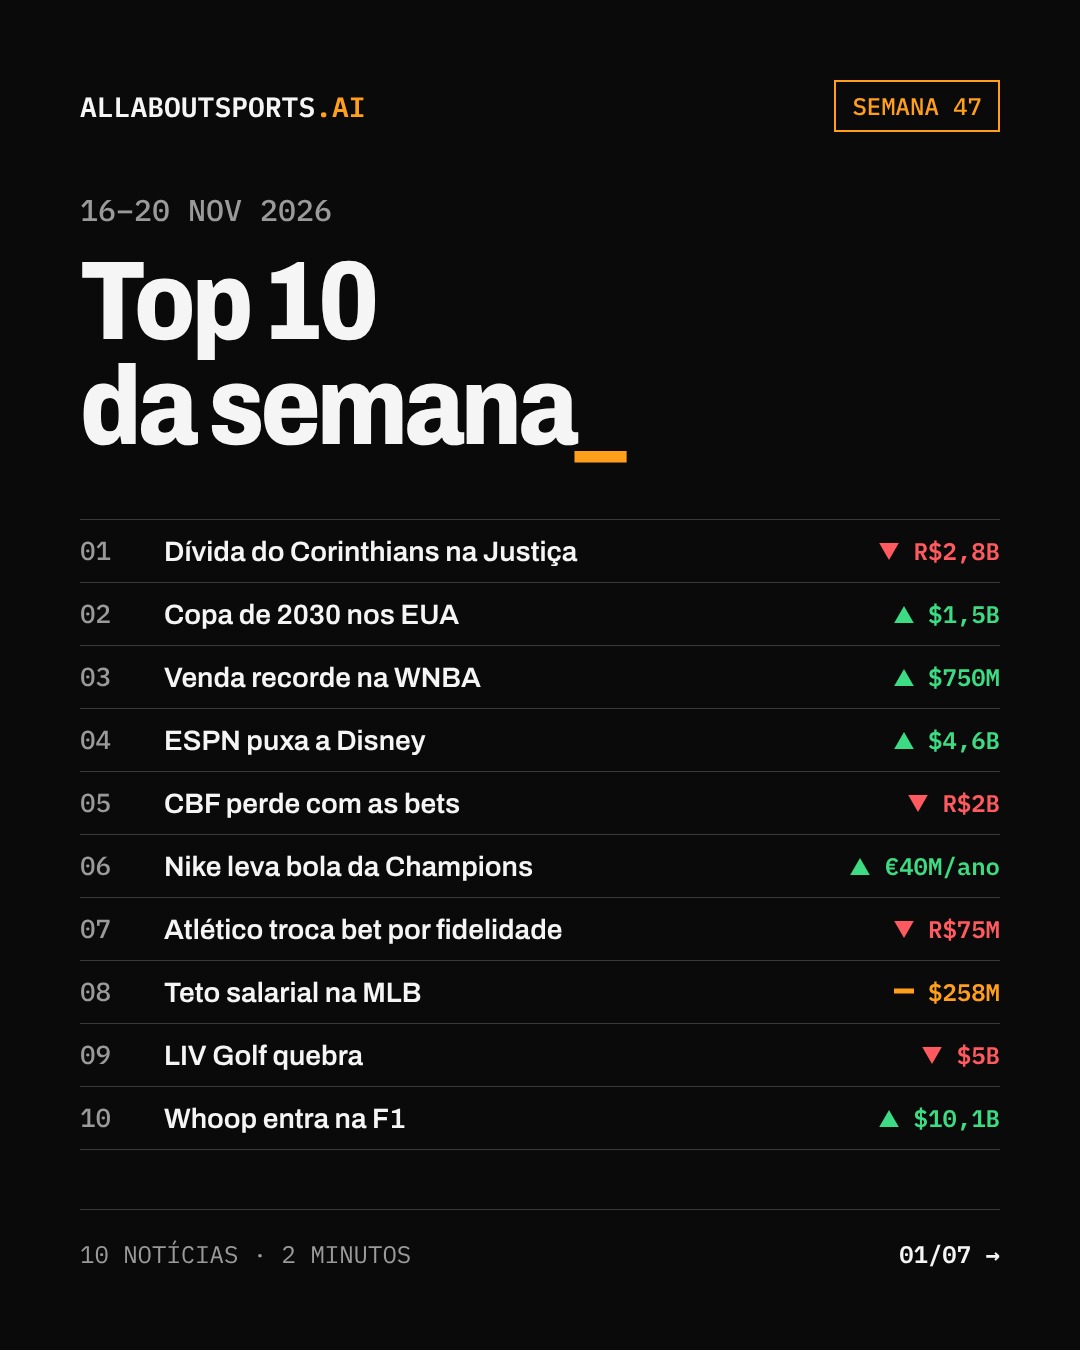 ALLABOUTSPORTS.AI
SEMANA 47
16–20 NOV 2026
Top 10
da semana_
01 Dívida do Corinthians na Justiça ▼ R$2,8B
02 Copa de 2030 nos EUA ▲ $1,5B
03 Venda recorde na WNBA ▲ $750M
04 ESPN puxa a Disney ▲ $4,6B
05 CBF perde com as bets ▼ R$2B
06 Nike leva bola da Champions ▲ €40M/ano
07 Atlético troca bet por fidelidade ▼ R$75M
08 Teto salarial na MLB — $258M
09 LIV Golf quebra ▼ $5B
10 Whoop entra na F1 ▲ $10,1B
10 NOTÍCIAS · 2 MINUTOS
01/07 →